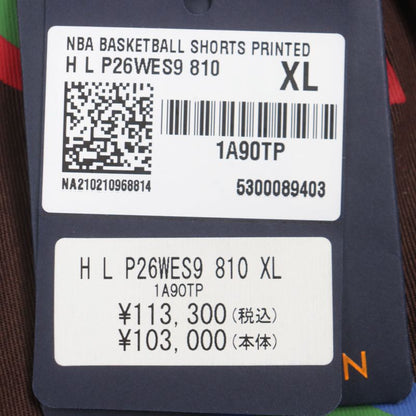 NBA BASKETBALL SHORTS PRINTED
H L P26WES9 810 XL
1A90TP
NA210210968814 5300089403
H L P26WES9 810 XL
1A90TP
¥113,300(税込)
¥103,000(本体)
N